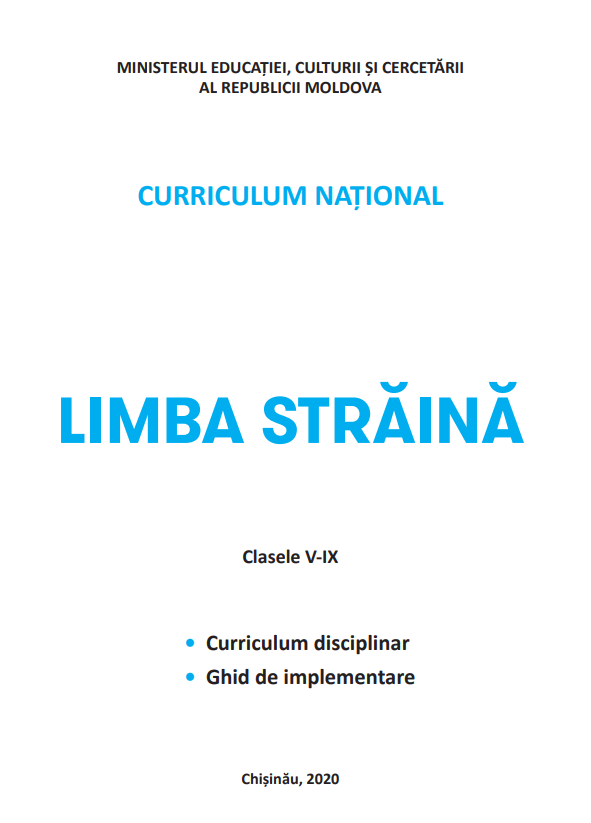 MINISTERUL EDUCAȚIEI, CULTURII ȘI CERCETĂRII
AL REPUBLICII MOLDOVA
CURRICULUM NAȚIONAL
LIMBA STRĂINĂ
Clasele V-IX
• Curriculum disciplinar
• Ghid de implementare
Chișinău, 2020